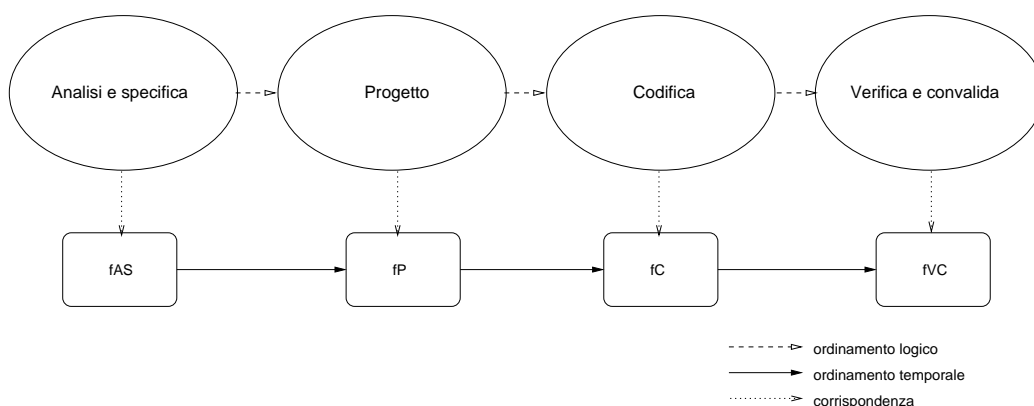 Analisi e specifica
Progetto
Codifica
Verifica e convalida
fAS
fP
fC
fVC
ordinamento logico
ordinamento temporale
corrispondenza